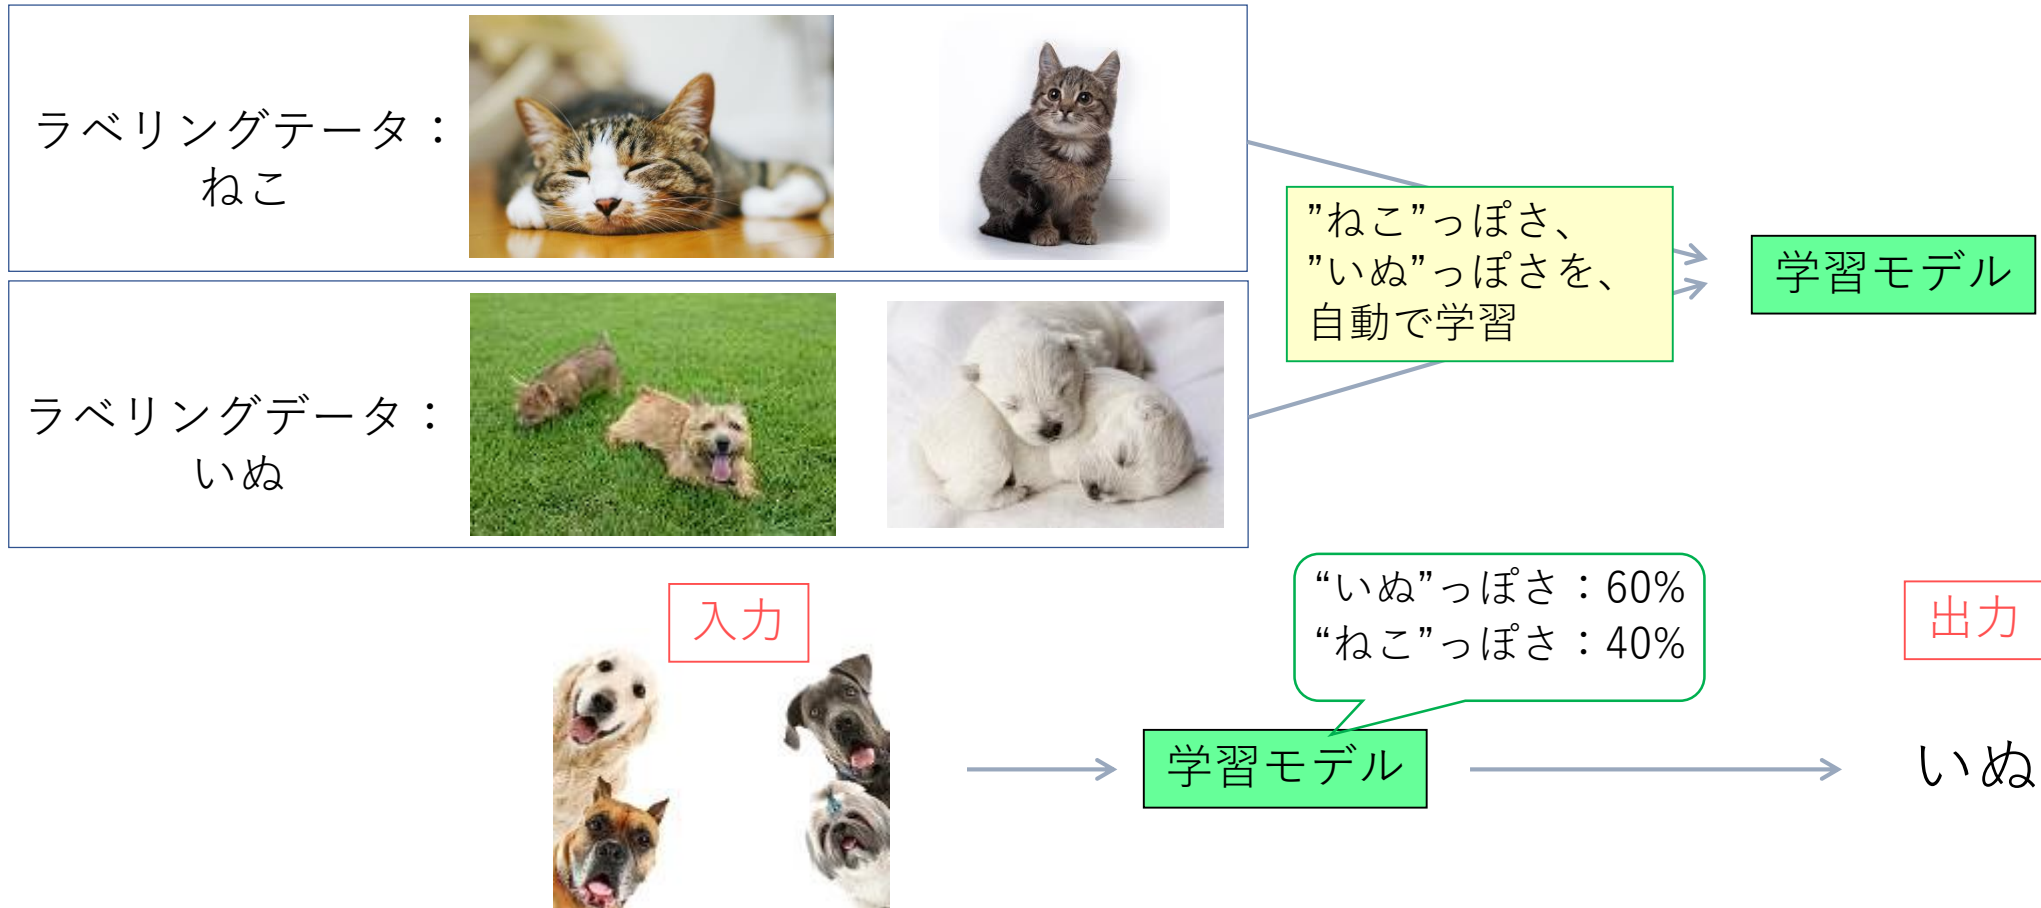 ラベリングテータ：
ねこ
”ねこ”っぽさ、
”いぬ”っぽさを、
自動で学習
学習モデル
ラベリングデータ：
いぬ
入力
“いぬ”っぽさ：60%
“ねこ”っぽさ：40%
出力
学習モデル
いぬ